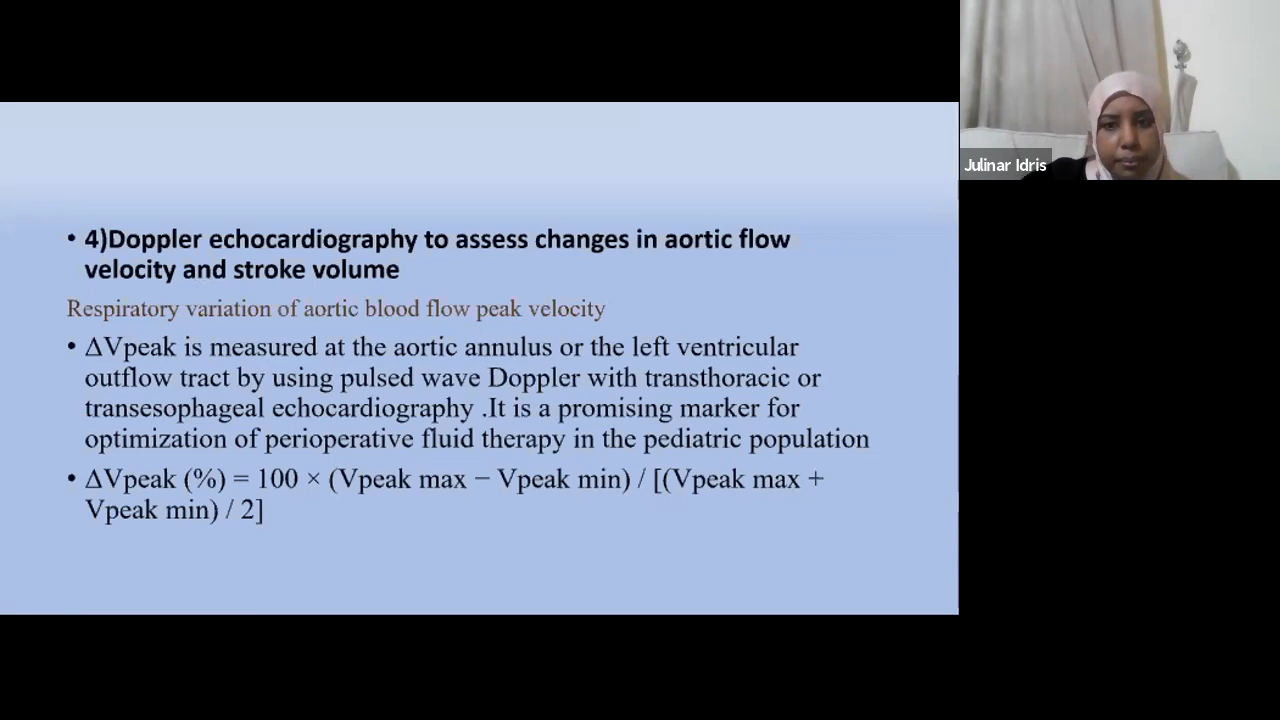 • 4)Doppler echocardiography to assess changes in aortic flow
velocity and stroke volume
Respiratory variation of aortic blood flow peak velocity
• ΔVpeak is measured at the aortic annulus or the left ventricular
outflow tract by using pulsed wave Doppler with transthoracic or
transesophageal echocardiography .It is a promising marker for
optimization of perioperative fluid therapy in the pediatric population
• ΔVpeak (%) = 100 × (Vpeak max − Vpeak min) / [(Vpeak max +
Vpeak min) / 2]
Julinar Idris